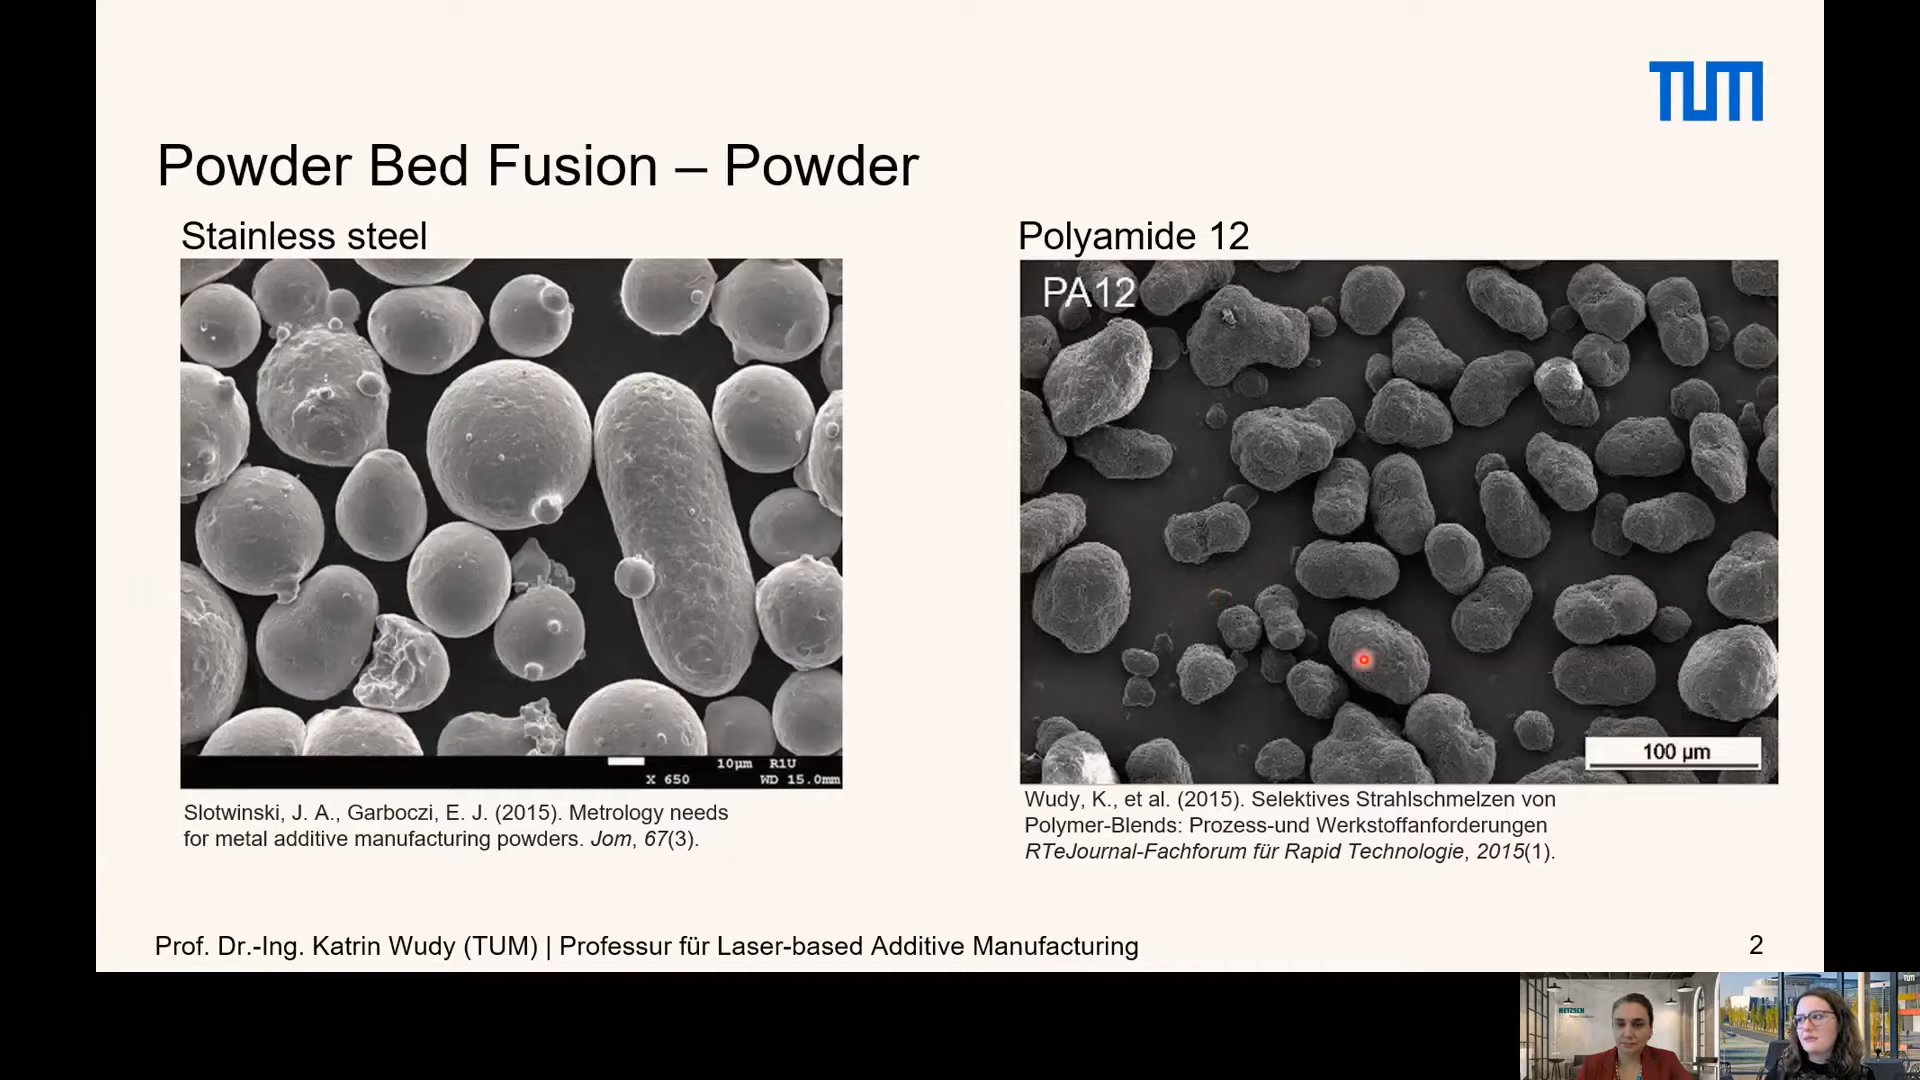 TUM
Powder Bed Fusion – Powder
Stainless steel
Polyamide 12
PA12
10µm R1U
X 650 WD 15.0mm
100 µm
Slotwinski, J. A., Garboczi, E. J. (2015). Metrology needs
for metal additive manufacturing powders. Jom, 67(3).
Wudy, K., et al. (2015). Selektives Strahlschmelzen von
Polymer-Blends: Prozess-und Werkstoffanforderungen
RTeJournal-Fachforum für Rapid Technologie, 2015(1).
Prof. Dr.-Ing. Katrin Wudy (TUM) | Professur für Laser-based Additive Manufacturing
2
NETZSCH
TUM